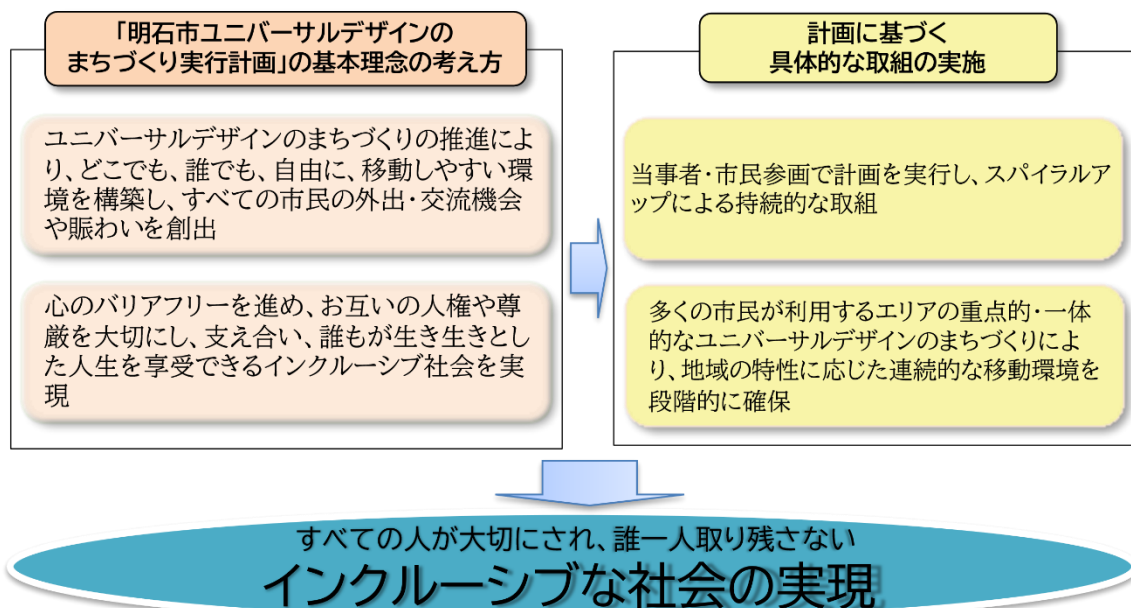 「明石市ユニバーサルデザインの
まちづくり実行計画」の基本理念の考え方
ユニバーサルデザインのまちづくりの推進によ
り、どこでも、誰でも、自由に、移動しやすい環
境を構築し、すべての市民の外出・交流機会
や賑わいを創出
心のバリアフリーを進め、お互いの人権や尊
厳を大切にし、支え合い、誰もが生き生きとし
た人生を享受できるインクルーシブ社会を実
現
計画に基づく
具体的な取組の実施
当事者・市民参画で計画を実行し、スパイラルア
ップによる持続的な取組
多くの市民が利用するエリアの重点的・一体
的なユニバーサルデザインのまちづくりによ
り、地域の特性に応じた連続的な移動環境を
段階的に確保
すべての人が大切にされ、誰一人取り残さない
インクルーシブな社会の実現